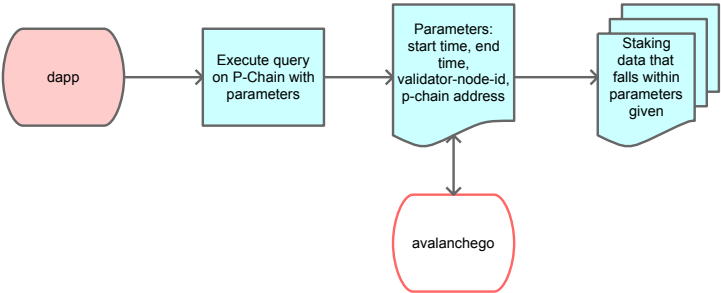 dapp
Execute query
on P-Chain with
parameters
Parameters:
start time, end
time,
validator-node-id,
p-chain address
Staking
data that
falls within
parameters
given
avalanchego